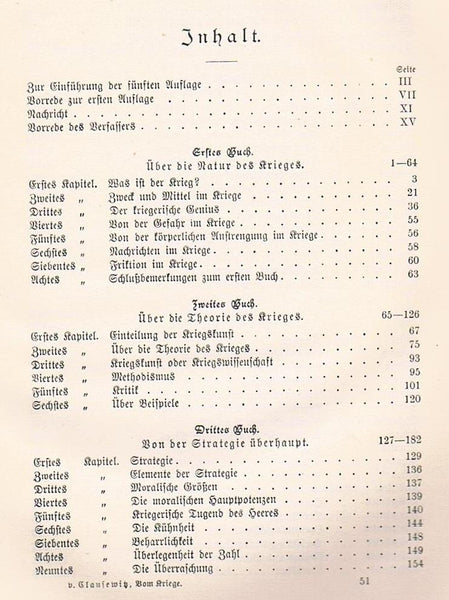 Inhalt.
Seite
Zur Einführung der fünften Auflage . . . . . . . . . . . . . III
Vorrede zur ersten Auflage . . . . . . . . . . . . . . . VII
Nachricht . . . . . . . . . . . . . . . . . . . . XI
Vorrede des Verfassers . . . . . . . . . . . . . . . . XV
Erstes Buch.
Über die Natur des Krieges. 1—64
Erstes Kapitel. Was ist der Krieg? . . . . . . . . . . . . 3
Zweites „ Zweck und Mittel im Kriege . . . . . . . . . 21
Drittes „ Der kriegerische Genius . . . . . . . . . . 36
Viertes „ Von der Gefahr im Kriege . . . . . . . . . . 55
Fünftes „ Von der körperlichen Anstrengung im Kriege . . . . . 56
Sechstes „ Nachrichten im Kriege . . . . . . . . . . . 58
Siebentes „ Friktion im Kriege . . . . . . . . . . . . 60
Achtes „ Schlußbemerkungen zum ersten Buch . . . . . . . 63
Zweites Buch.
Über die Theorie des Krieges. 65—126
Erstes Kapitel. Einteilung der Kriegskunst . . . . . . . . . 67
Zweites „ Über die Theorie des Krieges . . . . . . . . . 75
Drittes „ Kriegskunst oder Kriegswissenschaft . . . . . . . 93
Viertes „ Methodismus . . . . . . . . . . . . . 95
Fünftes „ Kritik . . . . . . . . . . . . . . . 101
Sechstes „ Über Beispiele . . . . . . . . . . . . . 120
Drittes Buch.
Von der Strategie überhaupt. 127—182
Erstes Kapitel. Strategie . . . . . . . . . . . . . . 129
Zweites „ Elemente der Strategie . . . . . . . . . . 136
Drittes „ Moralische Größen . . . . . . . . . . . 137
Viertes „ Die moralischen Hauptpotenzen . . . . . . . . 139
Fünftes „ Kriegerische Tugend des Heeres . . . . . . . . 140
Sechstes „ Die Kühnheit . . . . . . . . . . . . . 144
Siebentes „ Beharrlichkeit . . . . . . . . . . . . . 148
Achtes „ Überlegenheit der Zahl . . . . . . . . . . 149
Neuntes „ Die Überraschung . . . . . . . . . . . . 154
v. Clausewitz, Vom Kriege. 51